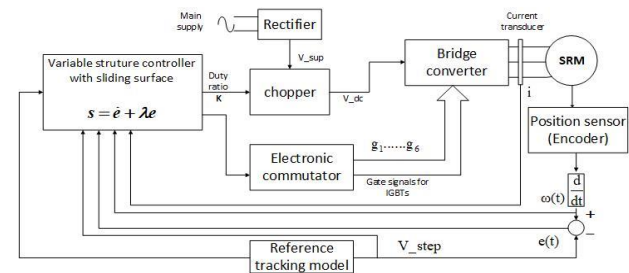 Main
supply
Rectifier
Current
transducer
V_sup
Variable struture controller
with sliding surface
s = ė + λe
Duty
ratio
K
chopper
V_dc
Bridge
converter
SRM
i
Position sensor
(Encoder)
Electronic
commutator
g1......g6
Gate signals for
IGBTs
d
dt
ω(t)
+
−
e(t)
Reference
tracking model
V_step